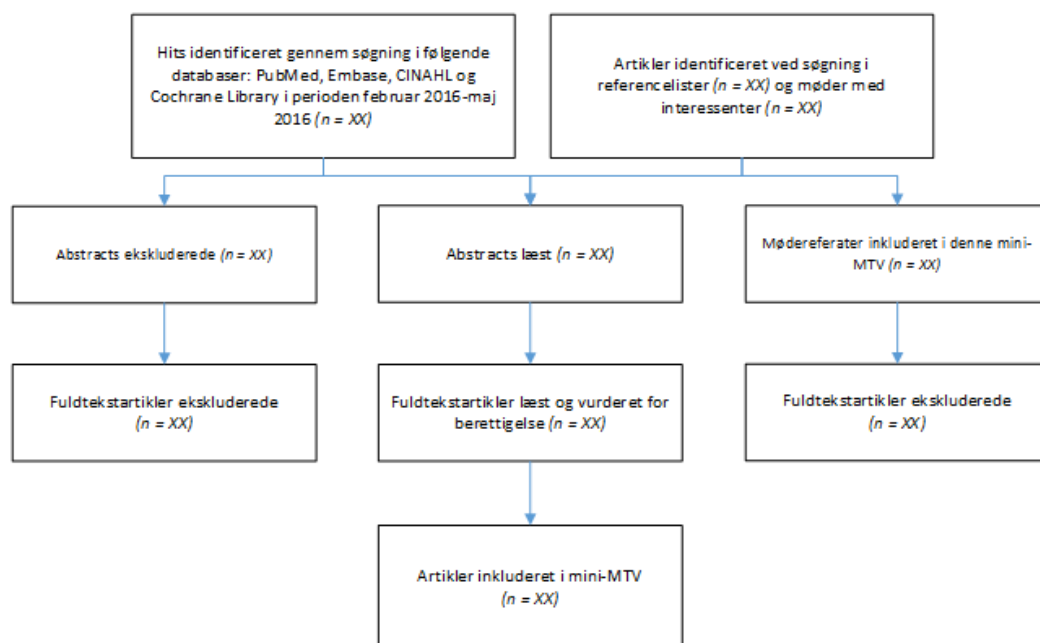 Hits identificeret gennem søgning i følgende
databaser: PubMed, Embase, CINAHL og
Cochrane Library i perioden februar 2016-maj
2016 (n = XX)
Artikler identificeret ved søgning i
referencelister (n = XX) og møder med
interessenter (n = XX)
Abstracts ekskluderede (n = XX)
Abstracts læst (n = XX)
Mødereferater inkluderet i denne mini-
MTV (n = XX)
Fuldtekstartikler ekskluderede
(n = XX)
Fuldtekstartikler læst og vurderet for
berettigelse (n = XX)
Fuldtekstartikler ekskluderede
(n = XX)
Artikler inkluderet i mini-MTV
(n = XX)